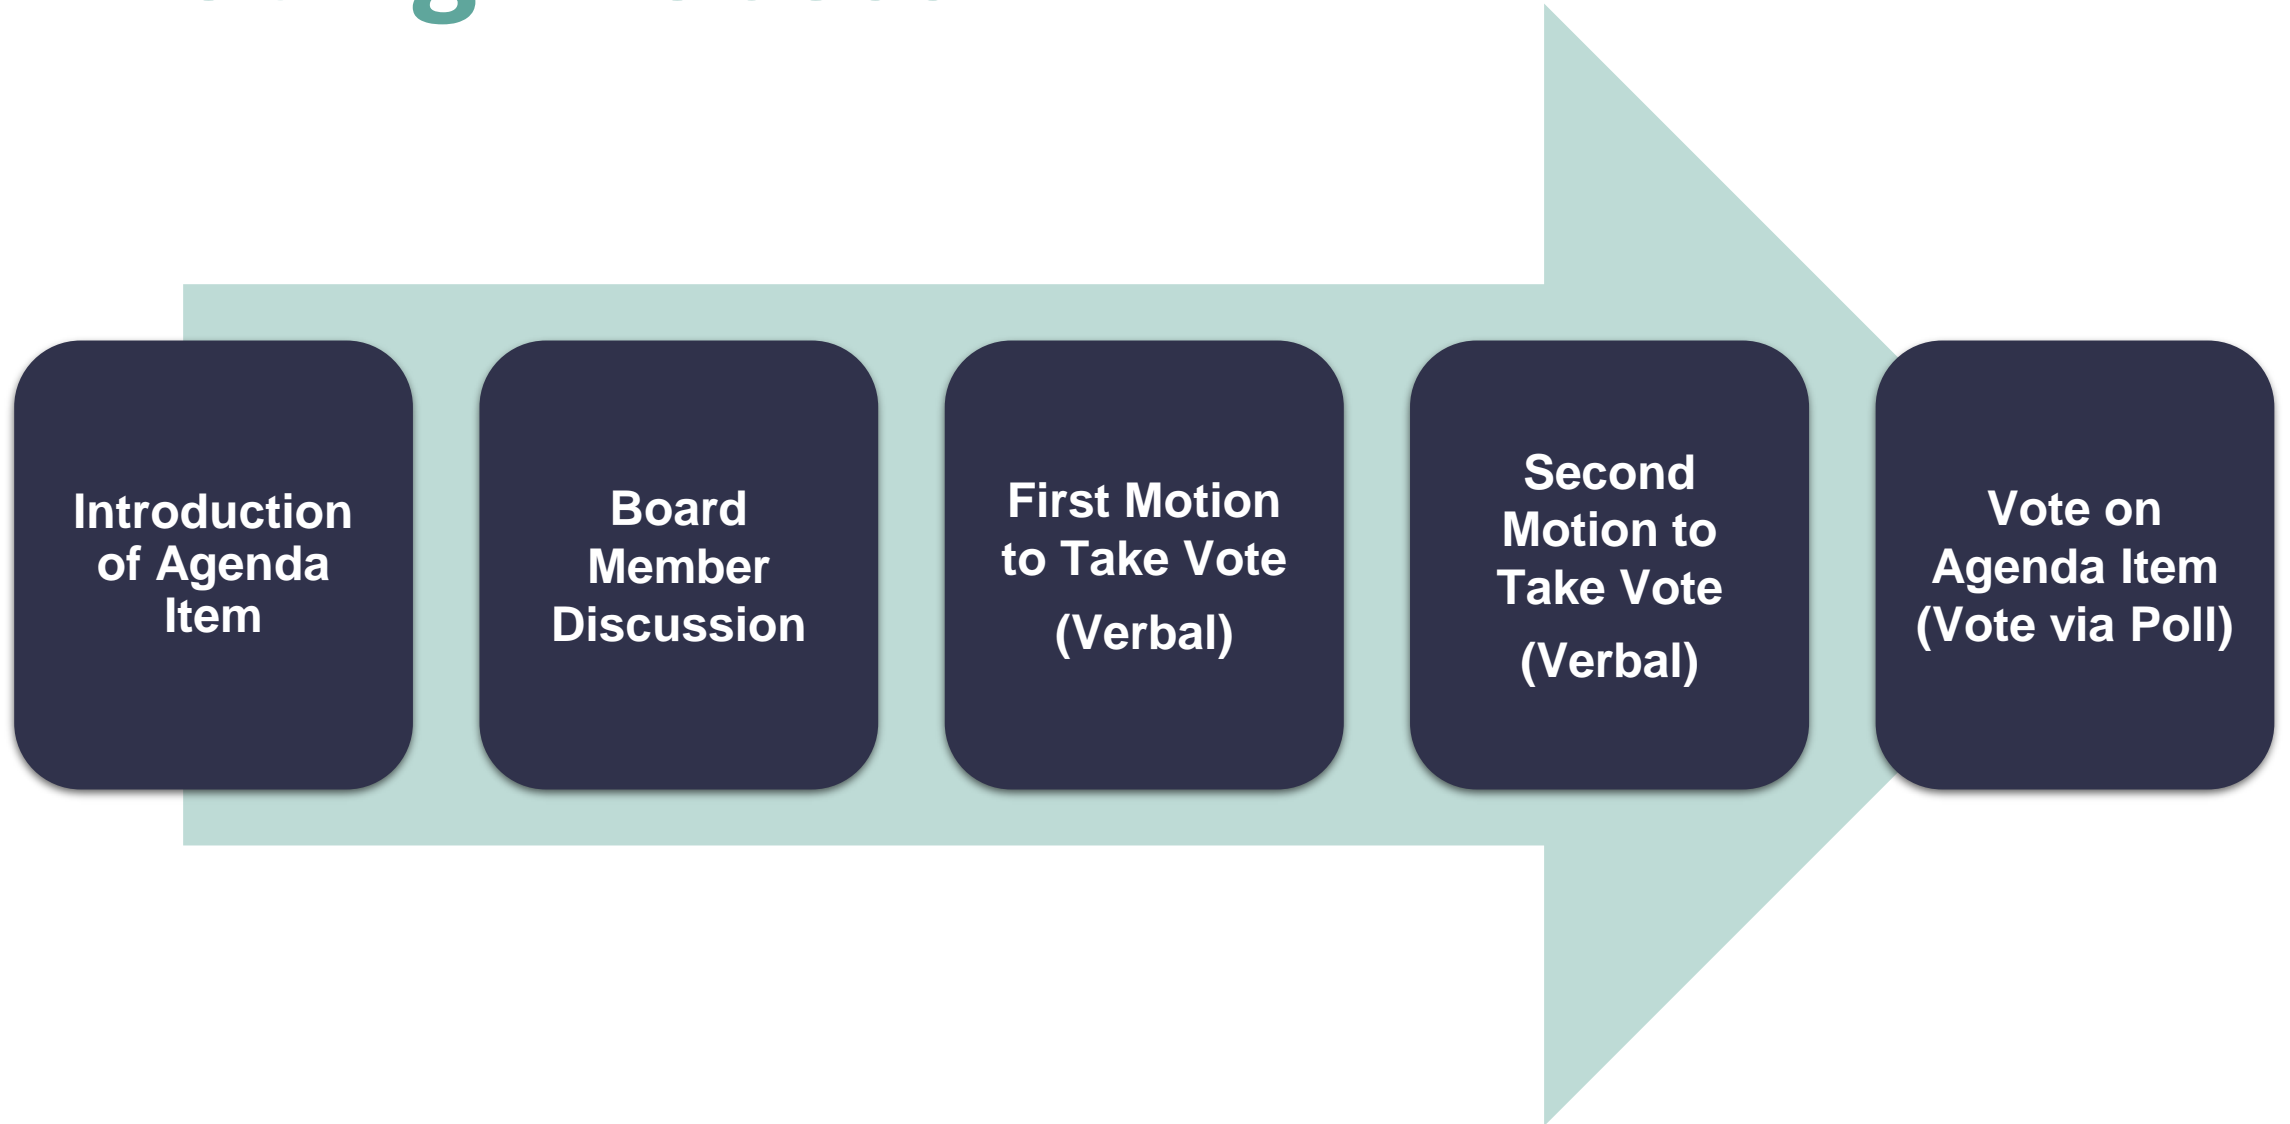 Introduction
of Agenda
Item
Board
Member
Discussion
First Motion
to Take Vote
(Verbal)
Second
Motion to
Take Vote
(Verbal)
Vote on
Agenda Item
(Vote via Poll)